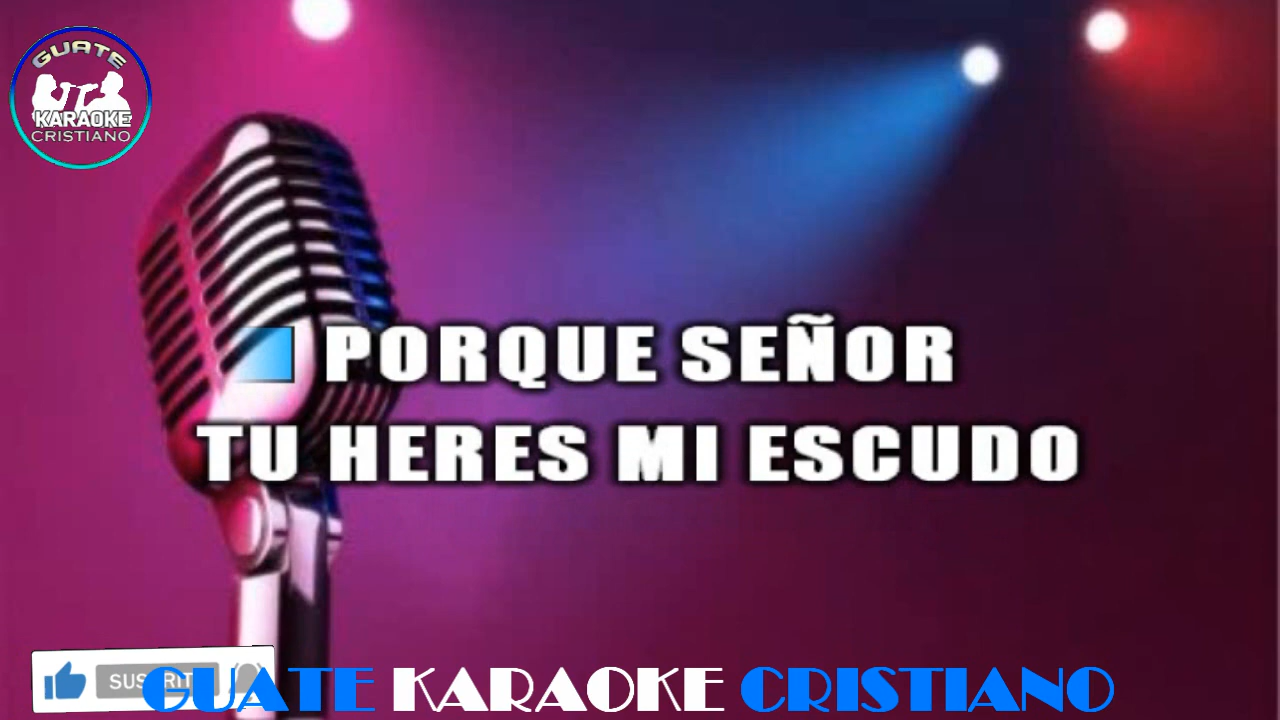 GUATE
KARAOKE
CRISTIANO
PORQUE SEÑOR
TU HERES MI ESCUDO
GUATE KARAOKE CRISTIANO